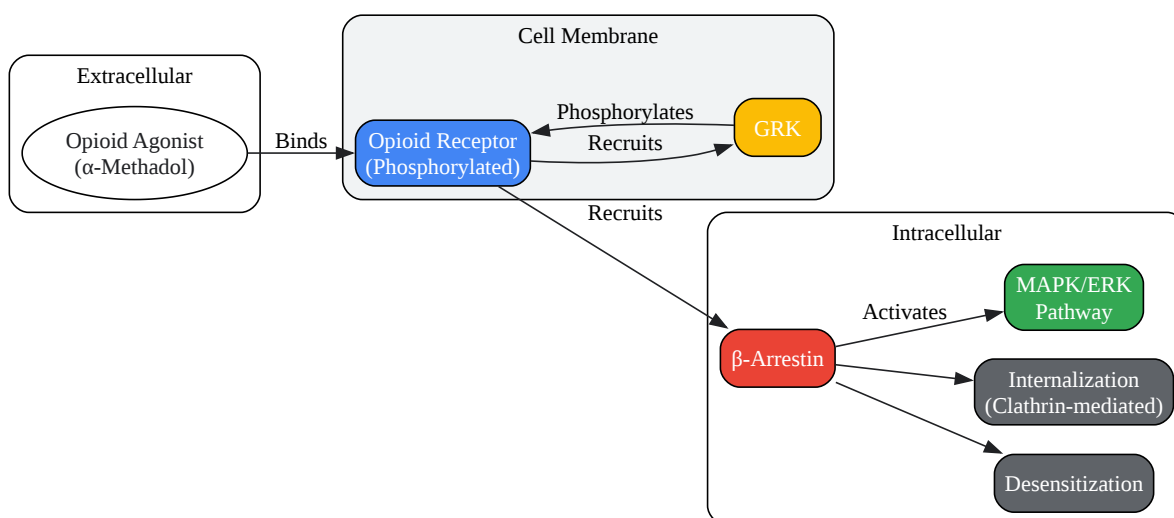 Cell Membrane
Extracellular
Opioid Agonist
(α-Methadol)
Binds
Opioid Receptor
(Phosphorylated)
Phosphorylates
Recruits
GRK
Recruits
Intracellular
β-Arrestin
Activates
MAPK/ERK
Pathway
Internalization
(Clathrin-mediated)
Desensitization